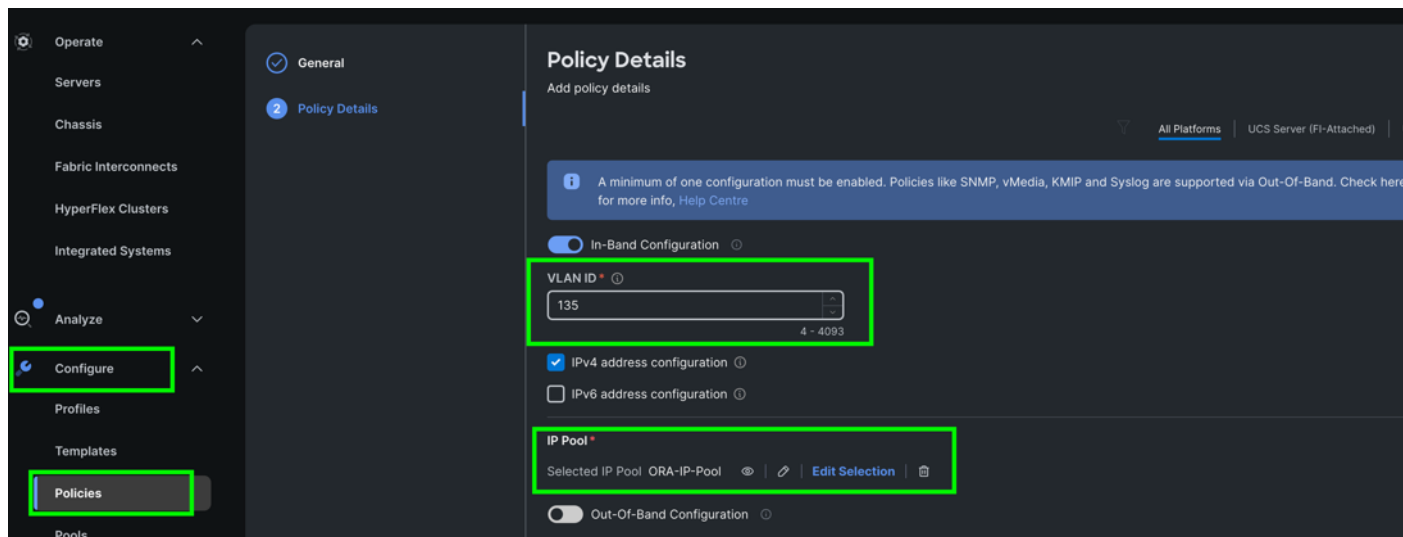 Operate
Servers
Chassis
Fabric Interconnects
HyperFlex Clusters
Integrated Systems
Analyze
Configure
Profiles
Templates
Policies
Pools
General
2 Policy Details
Policy Details
Add policy details
All Platforms | UCS Server (FI-Attached) |
A minimum of one configuration must be enabled. Policies like SNMP, vMedia, KMIP and Syslog are supported via Out-Of-Band. Check here
for more info, Help Centre
In-Band Configuration
VLAN ID *
135
4 - 4093
IPv4 address configuration
IPv6 address configuration
IP Pool *
Selected IP Pool ORA-IP-Pool | Edit Selection |
Out-Of-Band Configuration